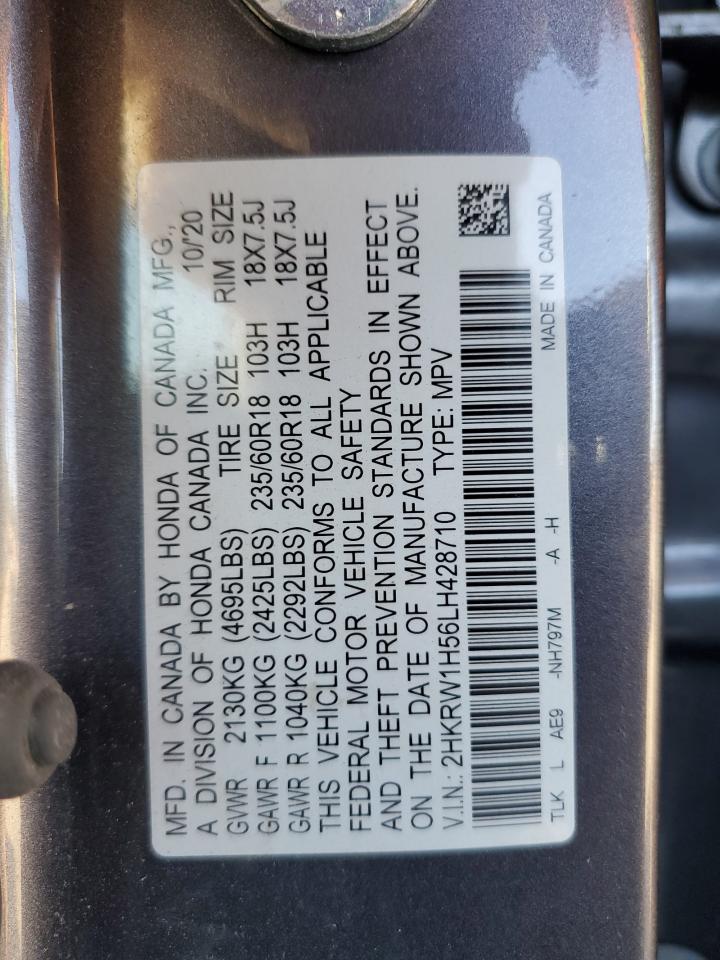 MFD. IN CANADA BY HONDA OF CANADA MFG.,
A DIVISION OF HONDA CANADA INC. 10/'20
GVWR 2130KG (4695LBS) TIRE SIZE RIM SIZE
GAWR F 1100KG (2425LBS) 235/60R18 103H 18X7.5J
GAWR R 1040KG (2292LBS) 235/60R18 103H 18X7.5J
THIS VEHICLE CONFORMS TO ALL APPLICABLE
FEDERAL MOTOR VEHICLE SAFETY
AND THEFT PREVENTION STANDARDS IN EFFECT
ON THE DATE OF MANUFACTURE SHOWN ABOVE.
V.I.N.: 2HKRW1H56LH428710 TYPE: MPV
TLK L AE9 -NH797M -A -H MADE IN CANADA